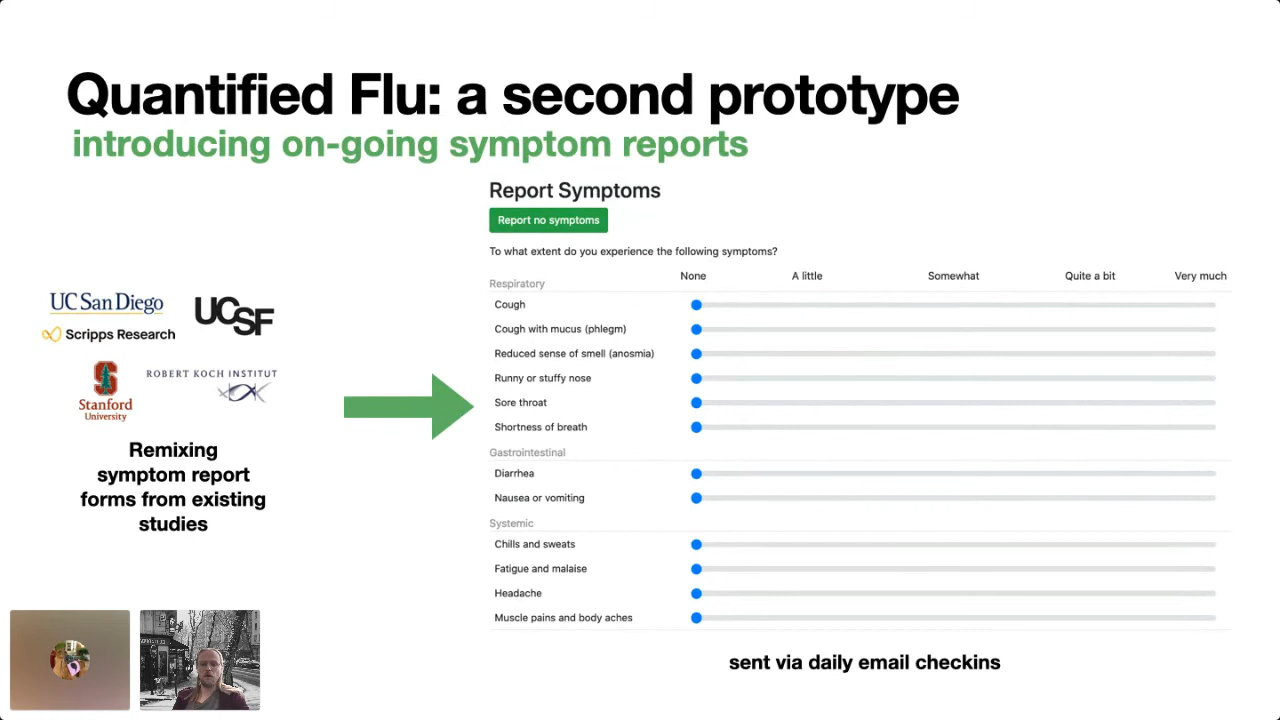 Quantified Flu: a second prototype
introducing on-going symptom reports
UC San Diego
Scripps Research
UCSF
Stanford
University
ROBERT KOCH INSTITUT
Remixing
symptom report
forms from existing
studies
Report Symptoms
Report no symptoms
To what extent do you experience the following symptoms?
None A little Somewhat Quite a bit Very much
Respiratory
Cough
Cough with mucus (phlegm)
Reduced sense of smell (anosmia)
Runny or stuffy nose
Sore throat
Shortness of breath
Gastrointestinal
Diarrhea
Nausea or vomiting
Systemic
Chills and sweats
Fatigue and malaise
Headache
Muscle pains and body aches
sent via daily email checkins